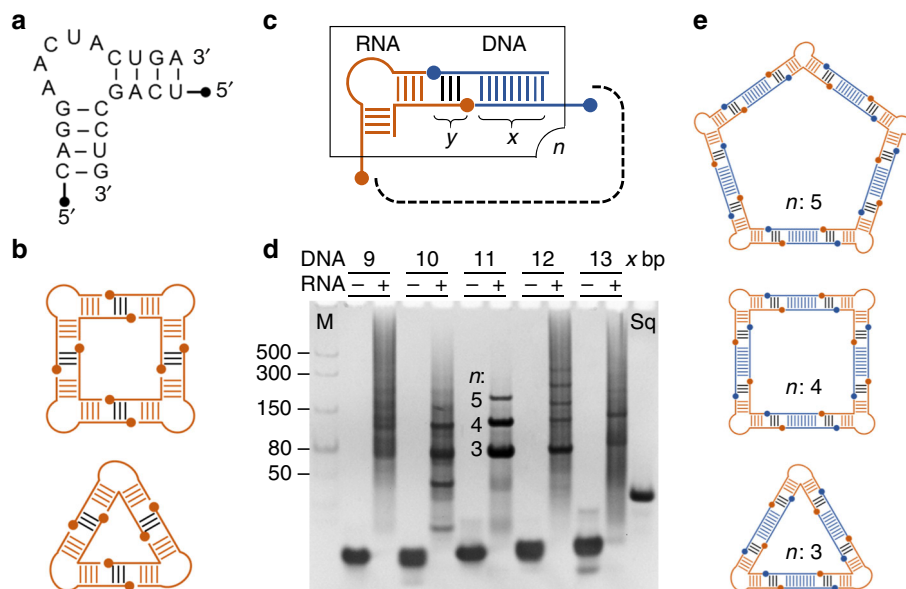 a
C U A C U G A 3′
A
A G A C U 5′
G C
G C
A U
C G
5′ 3′
b
c
RNA DNA
y x n
d
DNA 9 10 11 12 13 x bp
RNA − + − + − + − + − +
M Sq
500
300
150
80
50
n:
5
4
3
e
n: 5
n: 4
n: 3